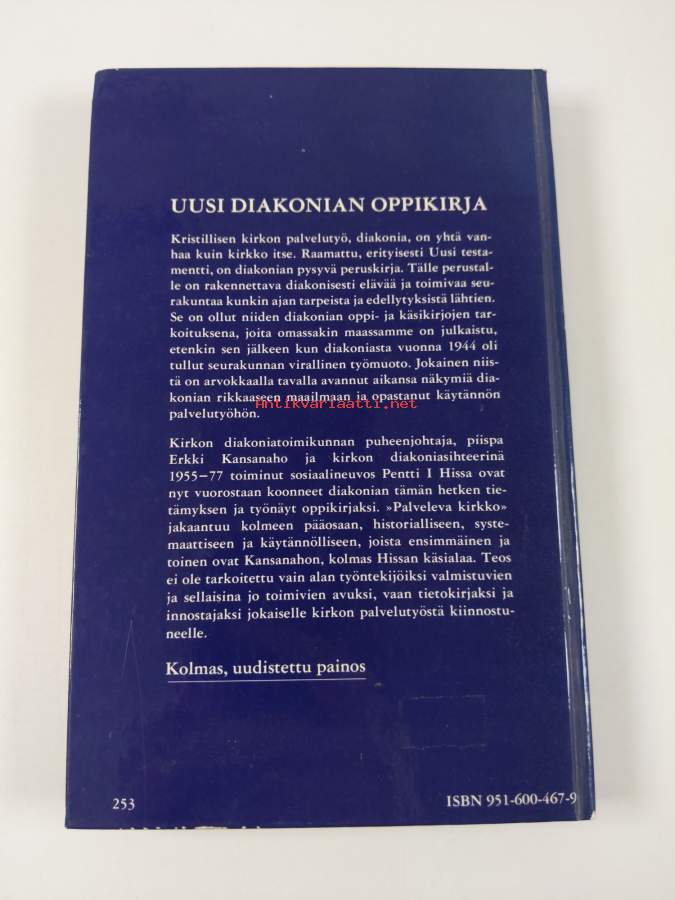 UUSI DIAKONIAN OPPIKIRJA
Kristillisen kirkon palvelutyö, diakonia, on yhtä van-
haa kuin kirkko itse. Raamattu, erityisesti Uusi testa-
mentti, on diakonian pysyvä peruskirja. Tälle perustal-
le on rakennettava diakonisesti elävää ja toimivaa seu-
rakuntaa kunkin ajan tarpeista ja edellytyksistä lähtien.
Se on ollut niiden diakonian oppi- ja käsikirjojen tar-
koituksena, joita omassakin maassamme on julkaistu,
etenkin sen jälkeen kun diakoniasta vuonna 1944 oli
tullut seurakunnan virallinen työmuoto. Jokainen niis-
tä on arvokkaalla tavalla avannut aikansa näkymiä dia-
konian rikkaaseen maailmaan ja opastanut käytännön
Antikvariaatti.net
palvelutyöhön.
Kirkon diakoniatoimikunnan puheenjohtaja, piispa
Erkki Kansanaho ja kirkon diakoniasihteerinä
1955–77 toiminut sosiaalineuvos Pentti I Hissa ovat
nyt vuorostaan koonneet diakonian tämän hetken tie-
tämyksen ja työnäyt oppikirjaksi. »Palveleva kirkko»
jakaantuu kolmeen pääosaan, historialliseen, syste-
maattiseen ja käytännölliseen, joista ensimmäinen ja
toinen ovat Kansanahon, kolmas Hissan käsialaa. Teos
ei ole tarkoitettu vain alan työntekijöiksi valmistuvien
ja sellaisina jo toimivien avuksi, vaan tietokirjaksi ja
innostajaksi jokaiselle kirkon palvelutyöstä kiinnostu-
neelle.
Kolmas, uudistettu painos
253
ISBN 951-600-467-9